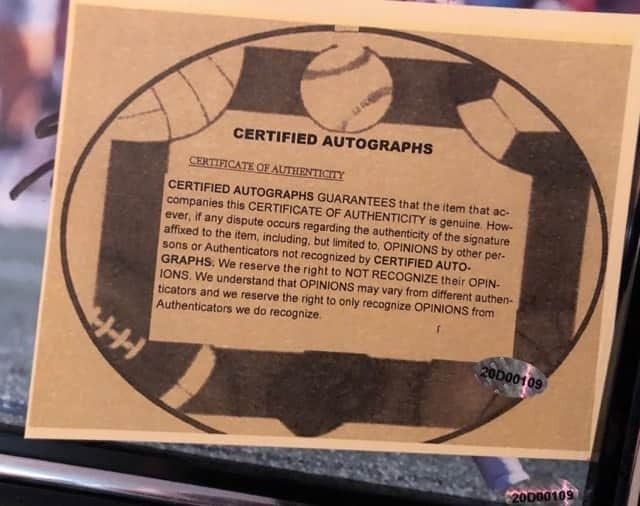 CERTIFIED AUTOGRAPHS
CERTIFICATE OF AUTHENTICITY
CERTIFIED AUTOGRAPHS GUARANTEES that the item that ac-
companies this CERTIFICATE OF AUTHENTICITY is genuine. How-
ever, if any dispute occurs regarding the authenticity of the signature
affixed to the item, including, but limited to, OPINIONS by other per-
sons or Authenticators not recognized by CERTIFIED AUTO-
GRAPHS. We reserve the right to NOT RECOGNIZE their OPIN-
IONS. We understand that OPINIONS may vary from different authen-
ticators and we reserve the right to only recognize OPINIONS from
Authenticators we do recognize.
20D00109
20D00109